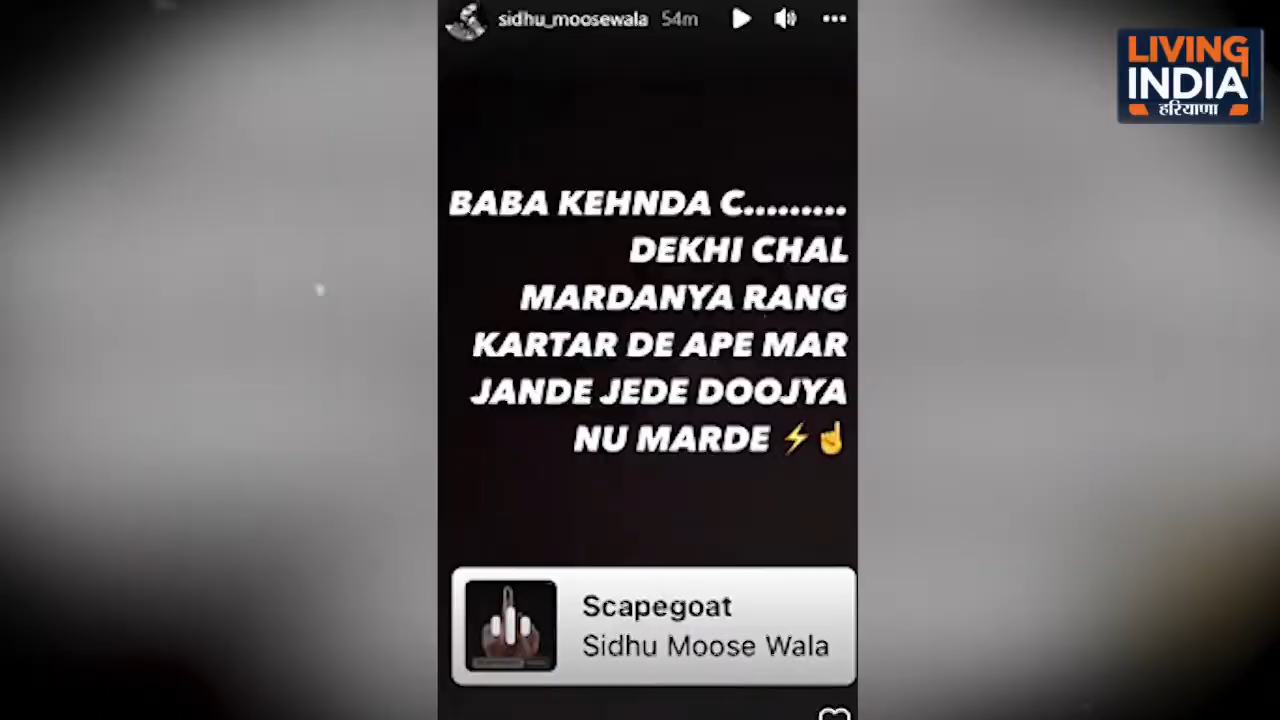 sidhu_moosewala 54m
LIVING
INDIA
हरियाणा
BABA KEHNDA C.........
DEKHI CHAL
MARDANYA RANG
KARTAR DE APE MAR
JANDE JEDE DOOJYA
NU MARDE ⚡☝️
Scapegoat
Sidhu Moose Wala